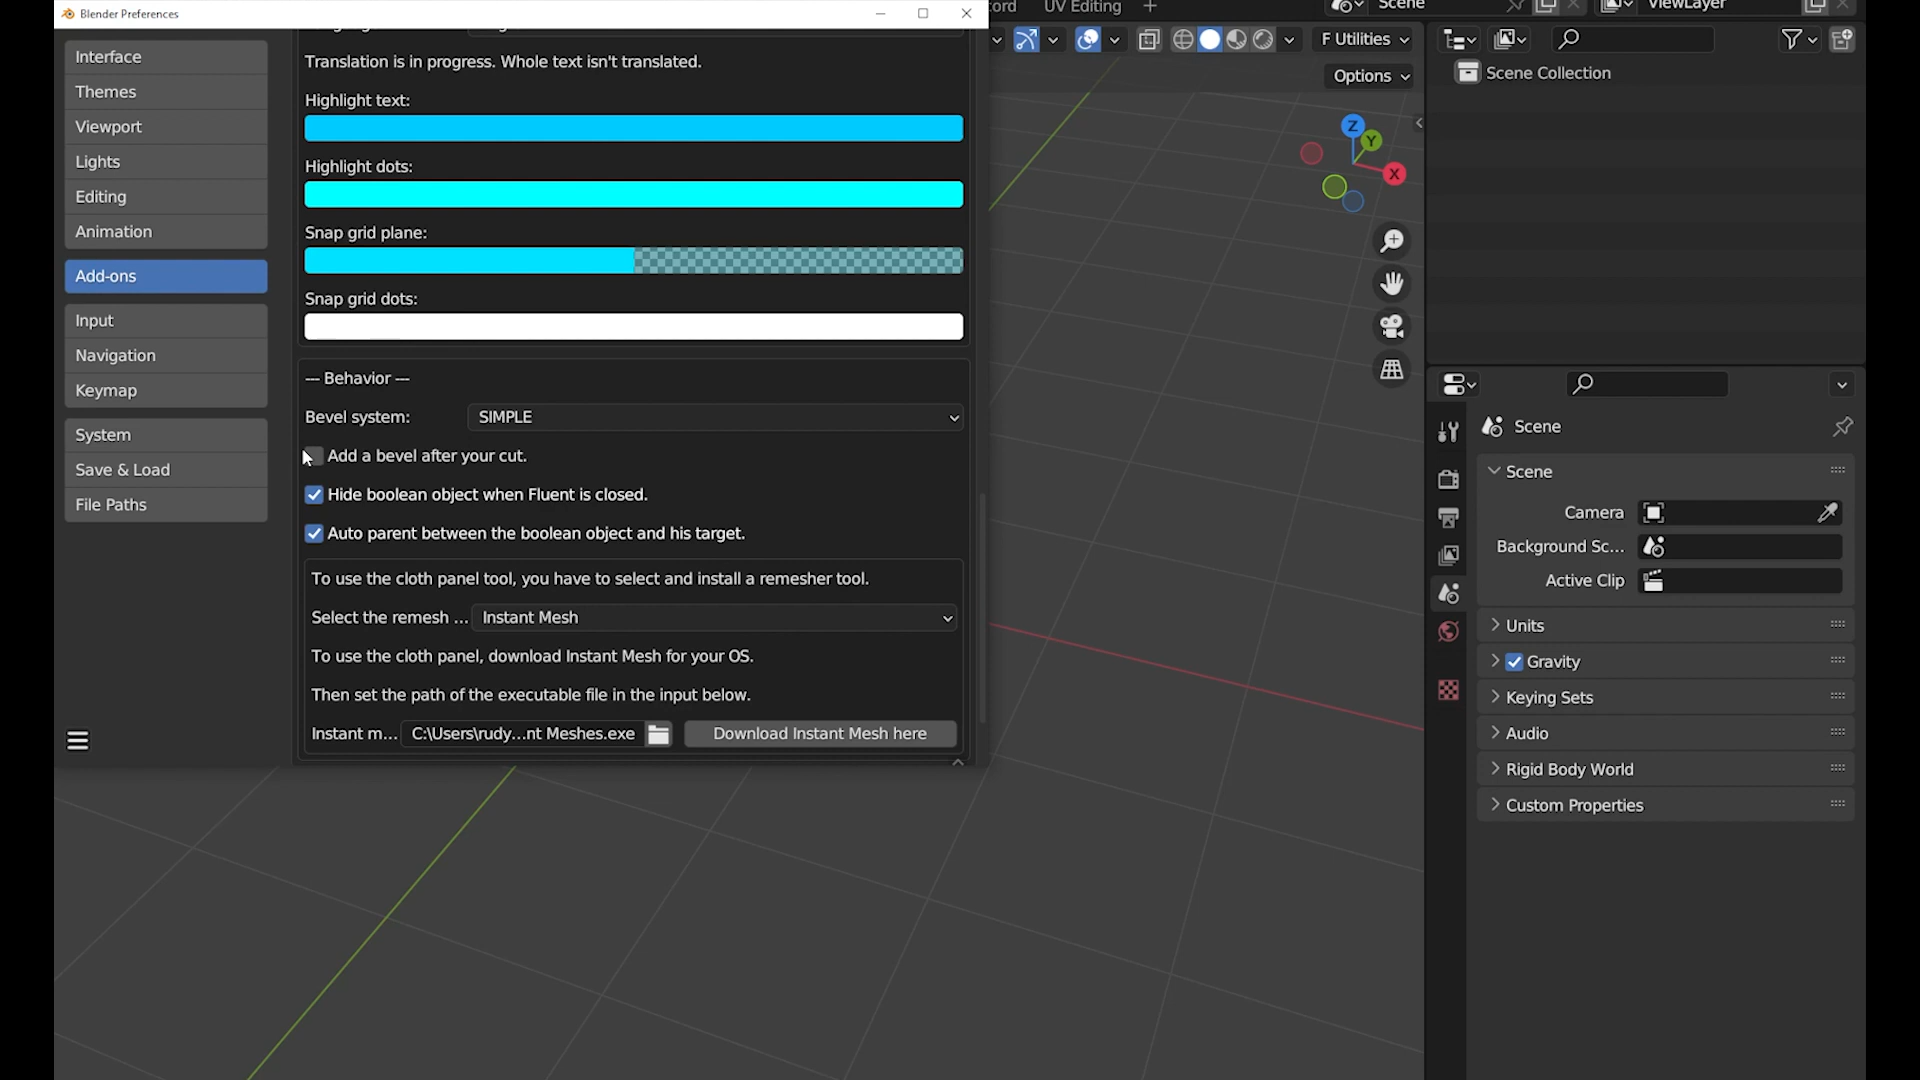 Blender Preferences
UV Editing
Scene
ViewLayer
Interface
Themes
Viewport
Lights
Editing
Animation
Add-ons
Input
Navigation
Keymap
System
Save & Load
File Paths
Translation is in progress. Whole text isn't translated.
Highlight text:
Highlight dots:
Snap grid plane:
Snap grid dots:
--- Behavior ---
Bevel system: SIMPLE
Add a bevel after your cut.
Hide boolean object when Fluent is closed.
Auto parent between the boolean object and his target.
To use the cloth panel tool, you have to select and install a remesher tool.
Select the remesh ... Instant Mesh
To use the cloth panel, download Instant Mesh for your OS.
Then set the path of the executable file in the input below.
Instant m... C:\Users\rudy...nt Meshes.exe Download Instant Mesh here
F Utilities
Options
Z
Y
X
Scene Collection
Scene
Scene
Camera
Background Sc...
Active Clip
Units
Gravity
Keying Sets
Audio
Rigid Body World
Custom Properties